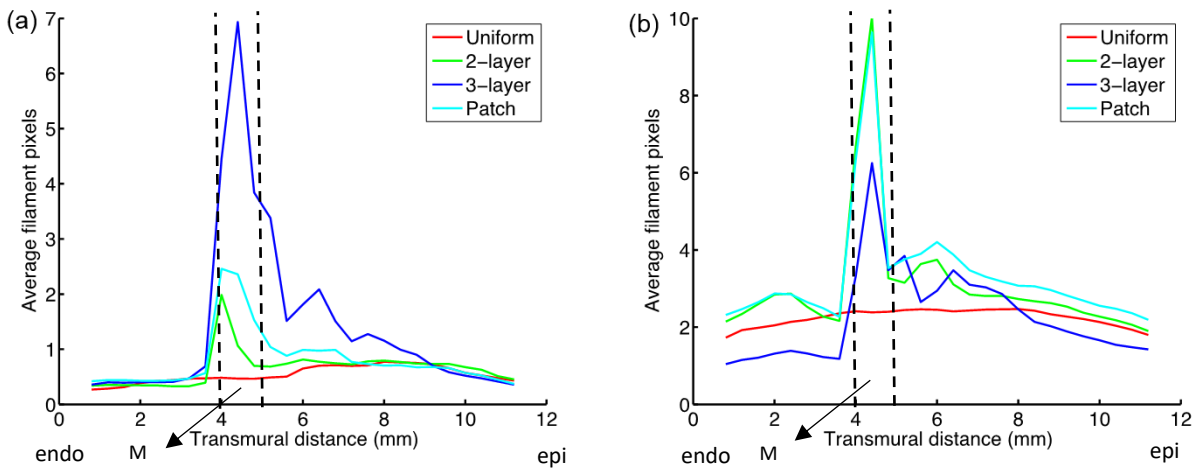 (a)
Average filament pixels
7
6
5
4
3
2
1
0
0 2 4 6 8 10 12
Transmural distance (mm)
Uniform
2-layer
3-layer
Patch
endo M epi
(b)
Average filament pixels
10
8
6
4
2
0
0 2 4 6 8 10 12
Transmural distance (mm)
Uniform
2-layer
3-layer
Patch
endo M epi